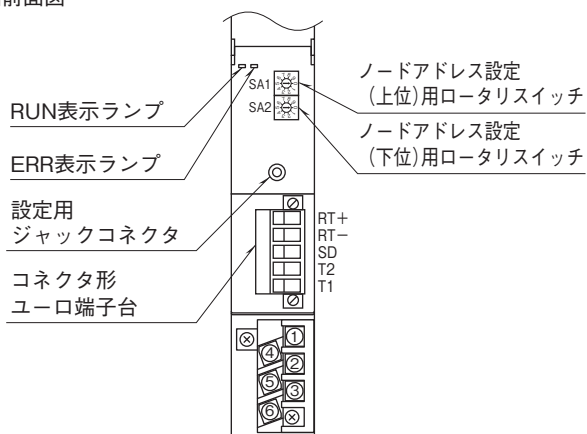 前面図
SA1
SA2
ノードアドレス設定
(上位)用ロータリスイッチ
ノードアドレス設定
(下位)用ロータリスイッチ
RUN表示ランプ
ERR表示ランプ
設定用
ジャックコネクタ
コネクタ形
ユーロ端子台
RT+
RT−
SD
T2
T1
①
④
②
⑤
③
⑥